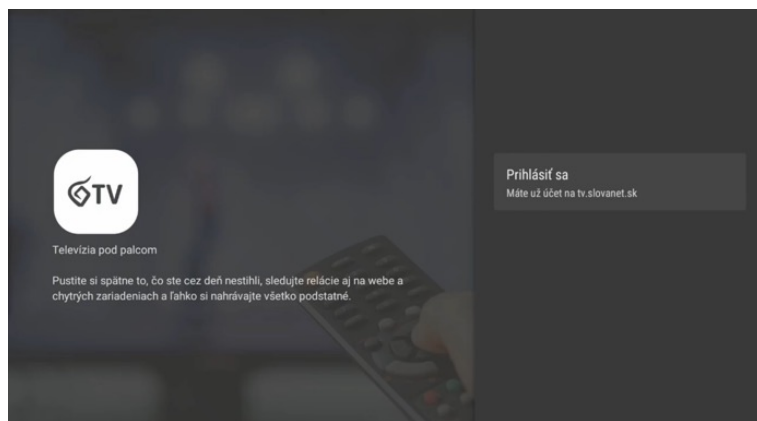 TV
Televízia pod palcom
Pustite si spätne to, čo ste cez deň nestihli, sledujte relácie aj na webe a
chytrých zariadeniach a ľahko si nahrávajte všetko podstatné.
Prihlásiť sa
Máte už účet na tv.slovanet.sk